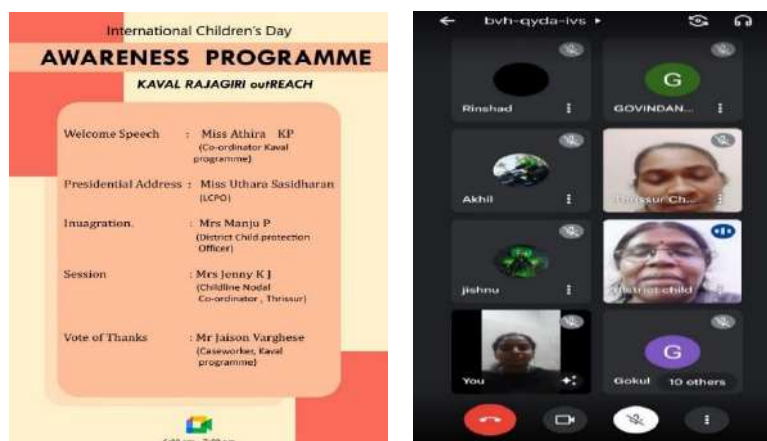 International Children's Day
AWARENESS PROGRAMME
KAVAL RAJAGIRI outREACH
Welcome Speech : Miss Athira KP
(Co-ordinator Kaval
programme)
Presidential Address : Miss Uthara Sasidharan
(LCPO)
Inuagration. : Mrs Manju P
(District Child protection
Officer)
Session : Mrs Jenny K J
(Childline Nodal
Co-ordinator , Thrissur)
Vote of Thanks : Mr Jaison Varghese
(Caseworker, Kaval
programme)
bvh-qyda-ivs
Rinshad
G
GOVINDAN...
Akhil
Thrissur Ch...
jishnu
District child
You
G
Gokul
10 others